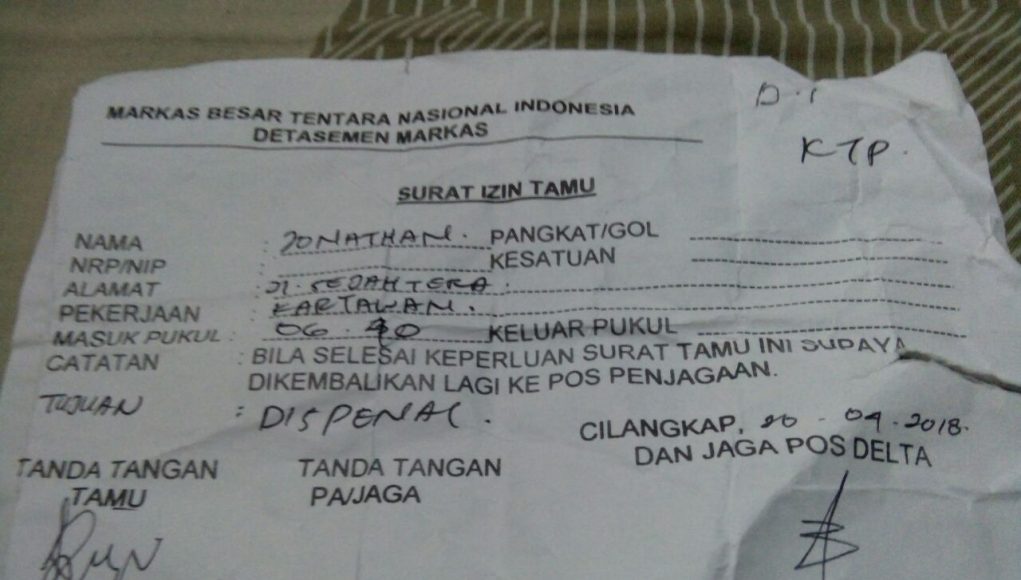 D.1
MARKAS BESAR TENTARA NASIONAL INDONESIA
DETASEMEN MARKAS
KTP.
SURAT IZIN TAMU
NAMA : JONATHAN. PANGKAT/GOL
NRP/NIP : KESATUAN
ALAMAT : JL. SEJAHTERA.
PEKERJAAN : KARYAWAN.
MASUK PUKUL : 06.40 KELUAR PUKUL
CATATAN : BILA SELESAI KEPERLUAN SURAT TAMU INI SUPAYA
DIKEMBALIKAN LAGI KE POS PENJAGAAN.
TUJUAN : DISPENAL.
CILANGKAP, 20-04-2018.
DAN JAGA POS DELTA
TANDA TANGAN TANDA TANGAN
TAMU PA/JAGA